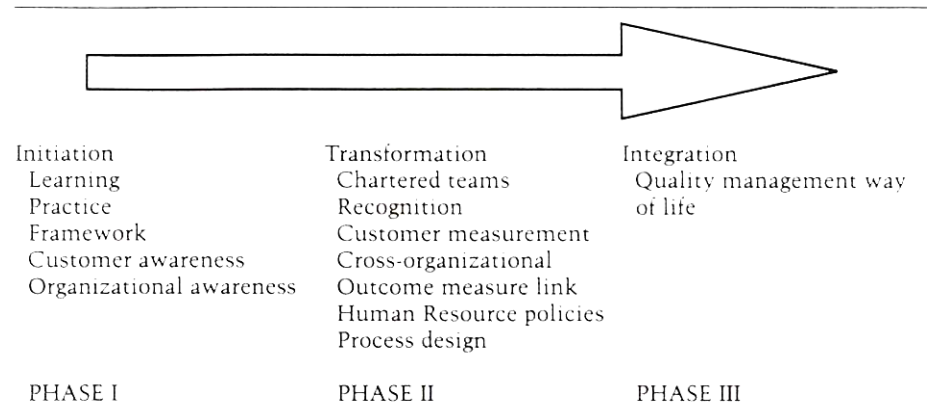 Initiation
Learning
Practice
Framework
Customer awareness
Organizational awareness
PHASE I
Transformation
Chartered teams
Recognition
Customer measurement
Cross-organizational
Outcome measure link
Human Resource policies
Process design
PHASE II
Integration
Quality management way
of life
PHASE III